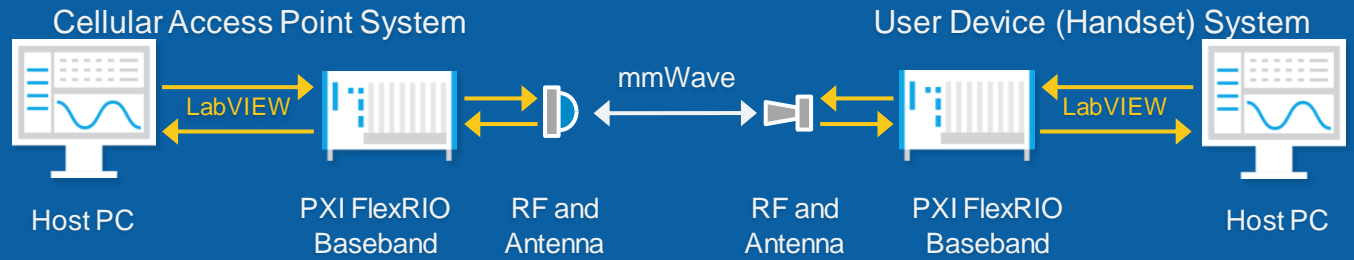 Cellular Access Point System
User Device (Handset) System
LabVIEW
mmWave
LabVIEW
Host PC
PXI FlexRIO
Baseband
RF and
Antenna
RF and
Antenna
PXI FlexRIO
Baseband
Host PC